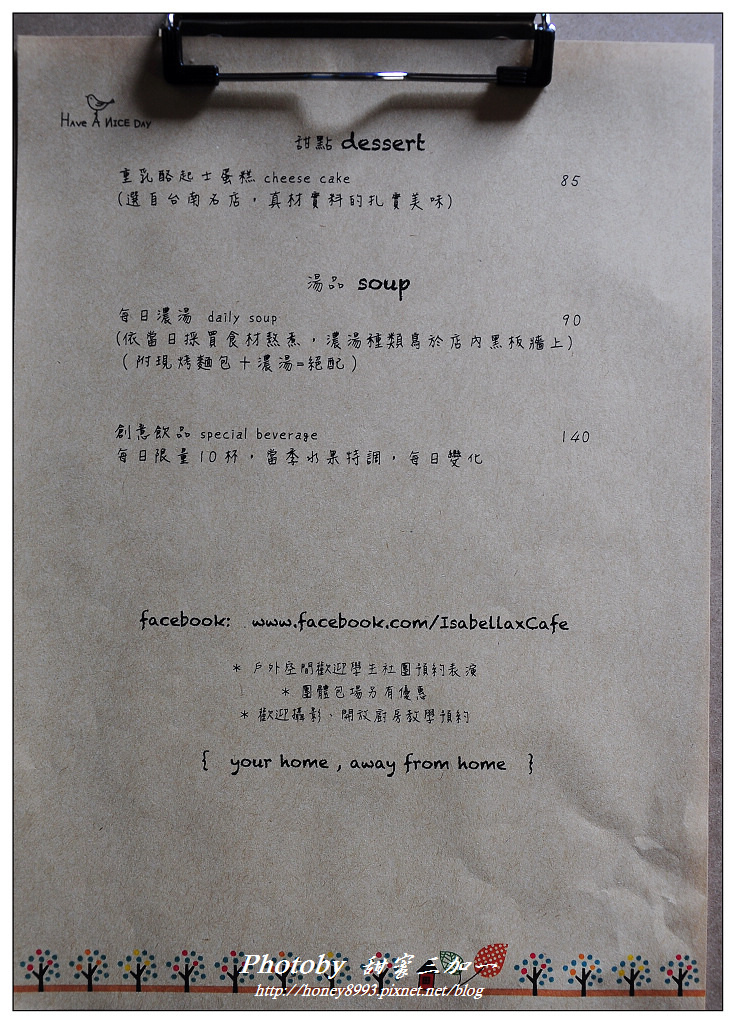 HAVE A NICE DAY
甜點 dessert
重乳酪起士蛋糕 cheese cake 85
(選自台南名店，真材實料的扎實美味)
湯品 soup
每日濃湯 daily soup 90
(依當日採買食材熬煮，濃湯種類寫於店內黑板牆上)
(附現烤麵包+濃湯=絕配)
創意飲品 special beverage 140
每日限量10杯，當季水果特調，每日變化
facebook: www.facebook.com/IsabellaxCafe
* 戶外空間歡迎學生社團預約表演
* 團體包場另有優惠
* 歡迎攝影、開放廚房教學預約
{ your home , away from home }
Photoby 甜蜜三加一
http://honey8993.pixnet.net/blog